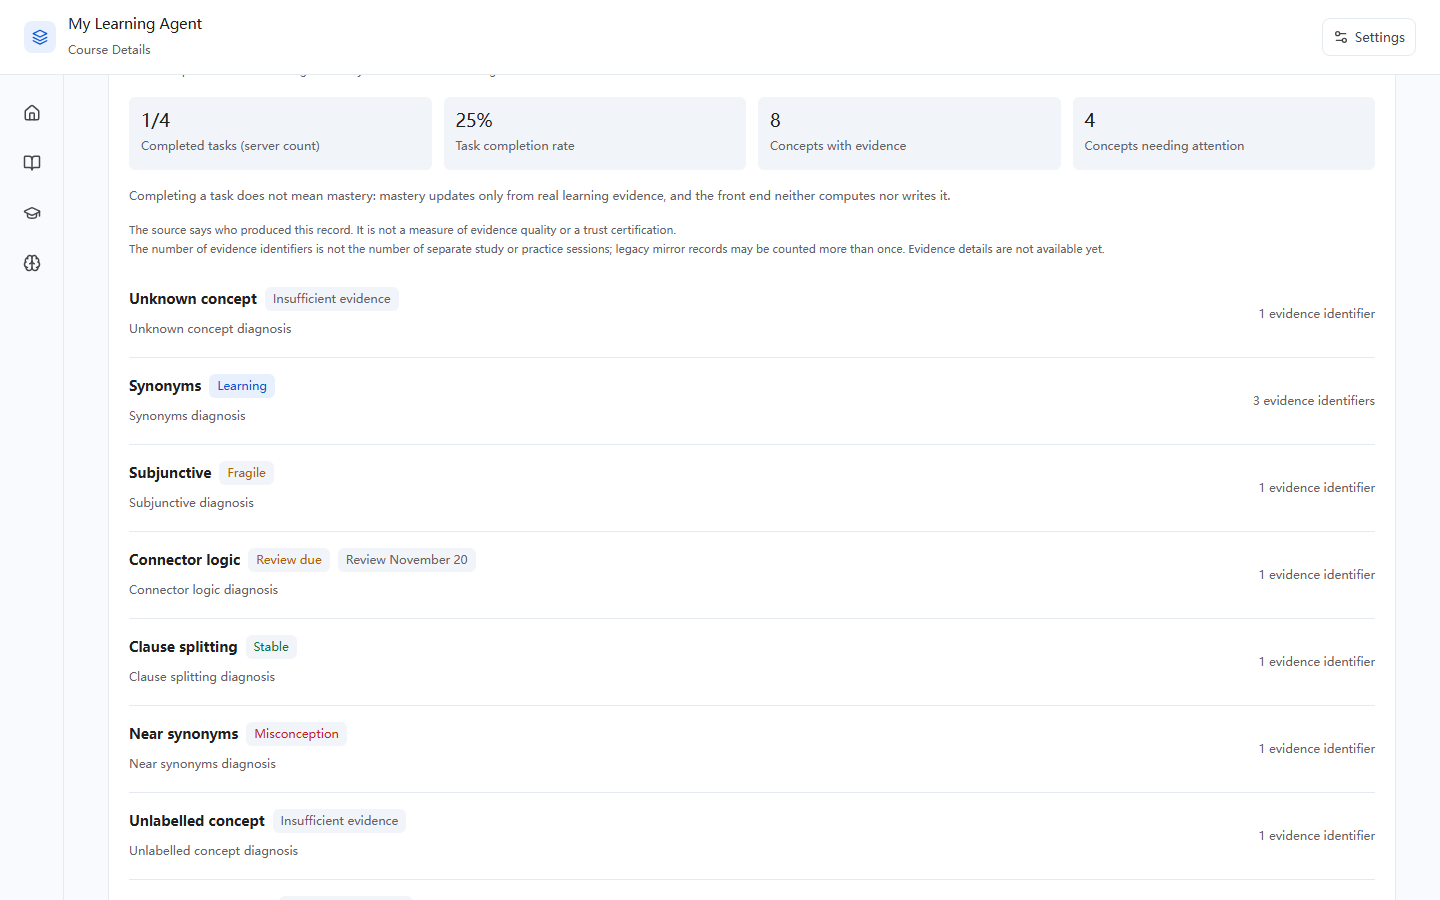 My Learning Agent
Course Details
Settings
1/4
Completed tasks (server count)
25%
Task completion rate
8
Concepts with evidence
4
Concepts needing attention
Completing a task does not mean mastery: mastery updates only from real learning evidence, and the front end neither computes nor writes it.
The source says who produced this record. It is not a measure of evidence quality or a trust certification.
The number of evidence identifiers is not the number of separate study or practice sessions; legacy mirror records may be counted more than once. Evidence details are not available yet.
Unknown concept Insufficient evidence
Unknown concept diagnosis
1 evidence identifier
Synonyms Learning
Synonyms diagnosis
3 evidence identifiers
Subjunctive Fragile
Subjunctive diagnosis
1 evidence identifier
Connector logic Review due Review November 20
Connector logic diagnosis
1 evidence identifier
Clause splitting Stable
Clause splitting diagnosis
1 evidence identifier
Near synonyms Misconception
Near synonyms diagnosis
1 evidence identifier
Unlabelled concept Insufficient evidence
Unlabelled concept diagnosis
1 evidence identifier